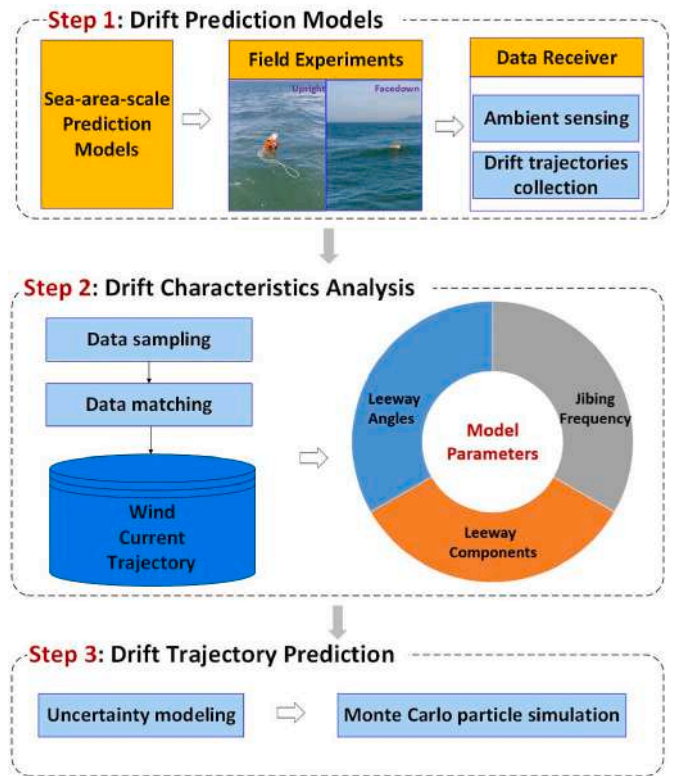 Step 1: Drift Prediction Models
Sea-area-scale
Prediction
Models
Field Experiments
Upright
Facedown
Data Receiver
Ambient sensing
Drift trajectories
collection
Step 2: Drift Characteristics Analysis
Data sampling
Data matching
Wind
Current
Trajectory
Leeway
Angles
Jibing
Frequency
Model
Parameters
Leeway
Components
Step 3: Drift Trajectory Prediction
Uncertainty modeling
Monte Carlo particle simulation